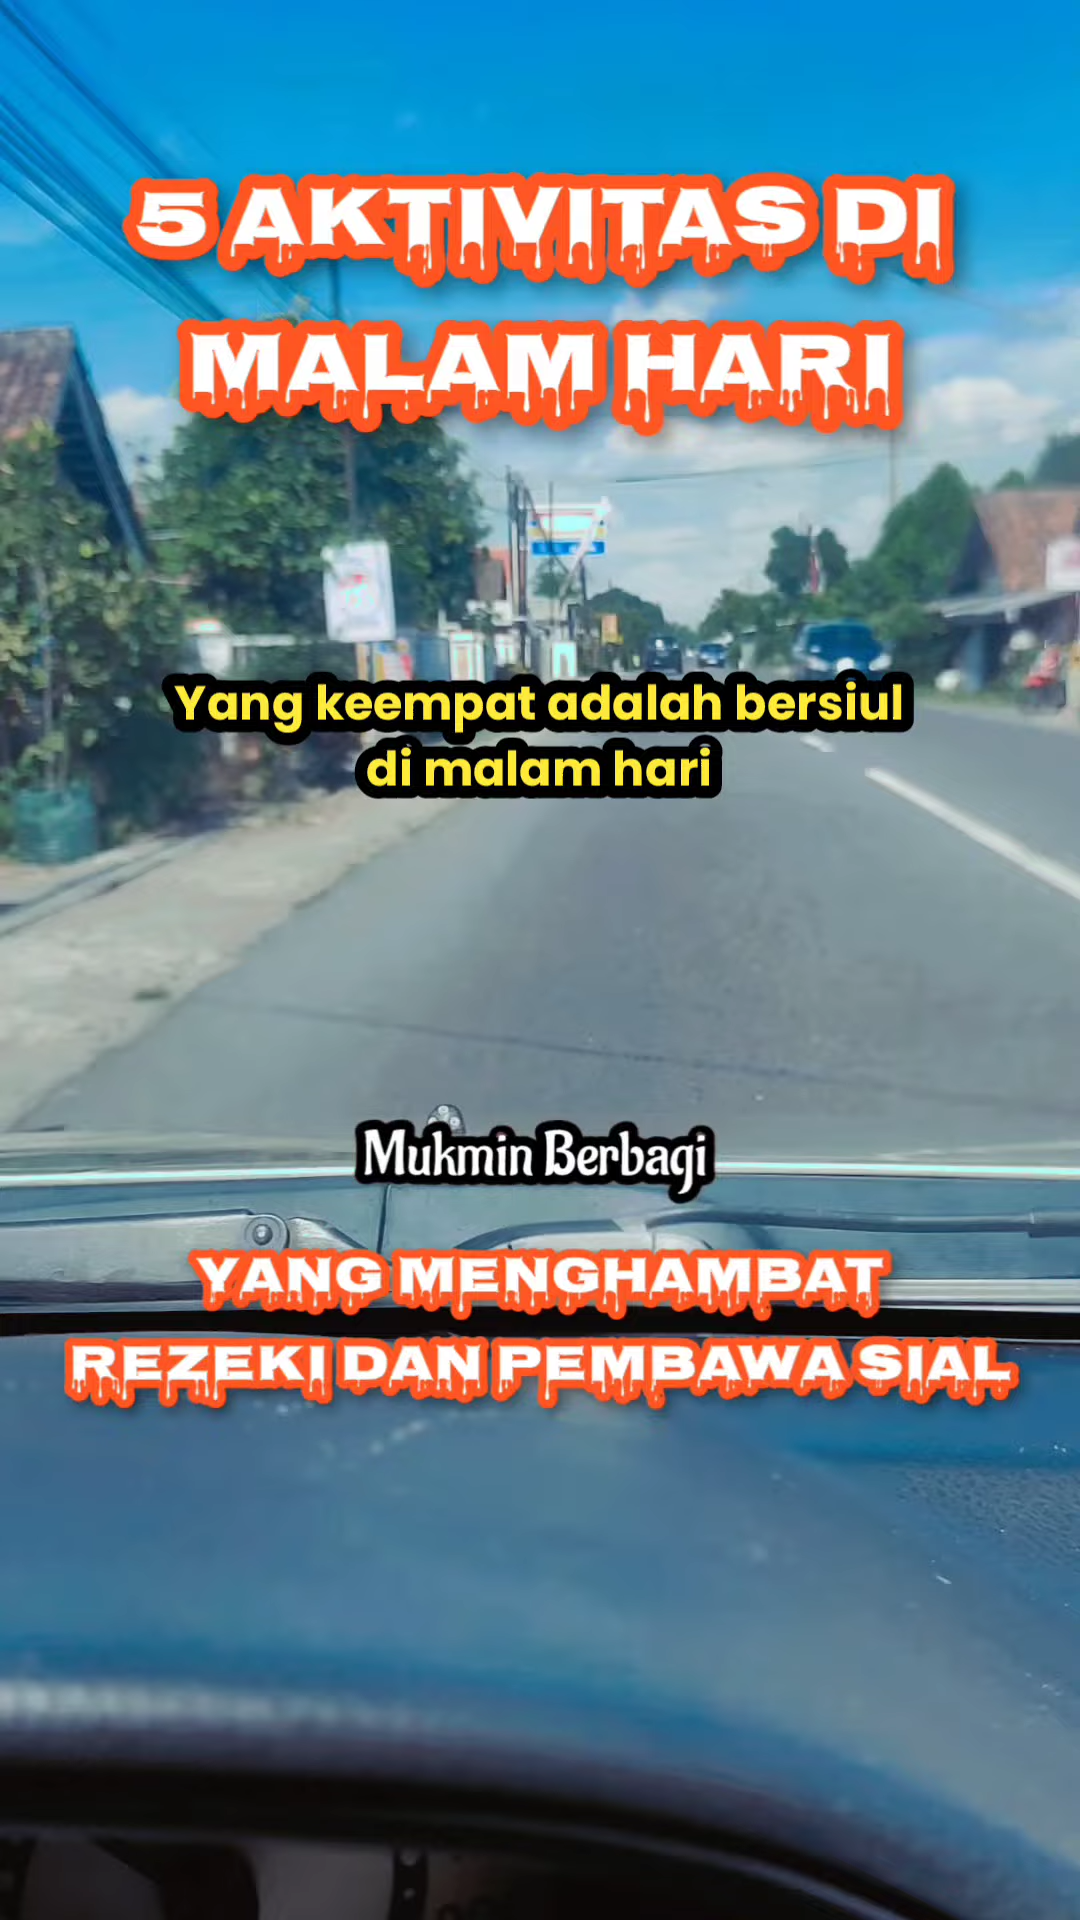 5 AKTIVITAS DI
MALAM HARI
Yang keempat adalah bersiul
di malam hari
Mukmin Berbagi
YANG MENGHAMBAT
REZEKI DAN PEMBAWA SIAL